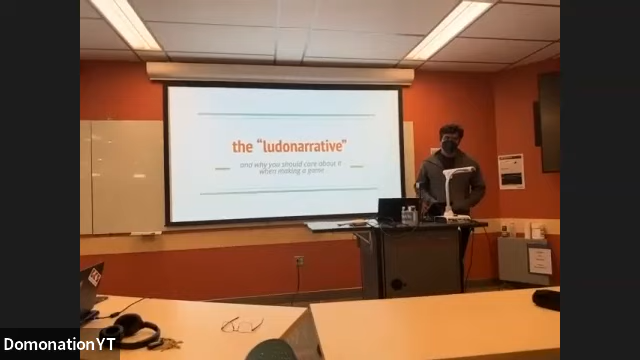 the “ludonarrative”
and why you should care about it
when making a game
DomonationYT